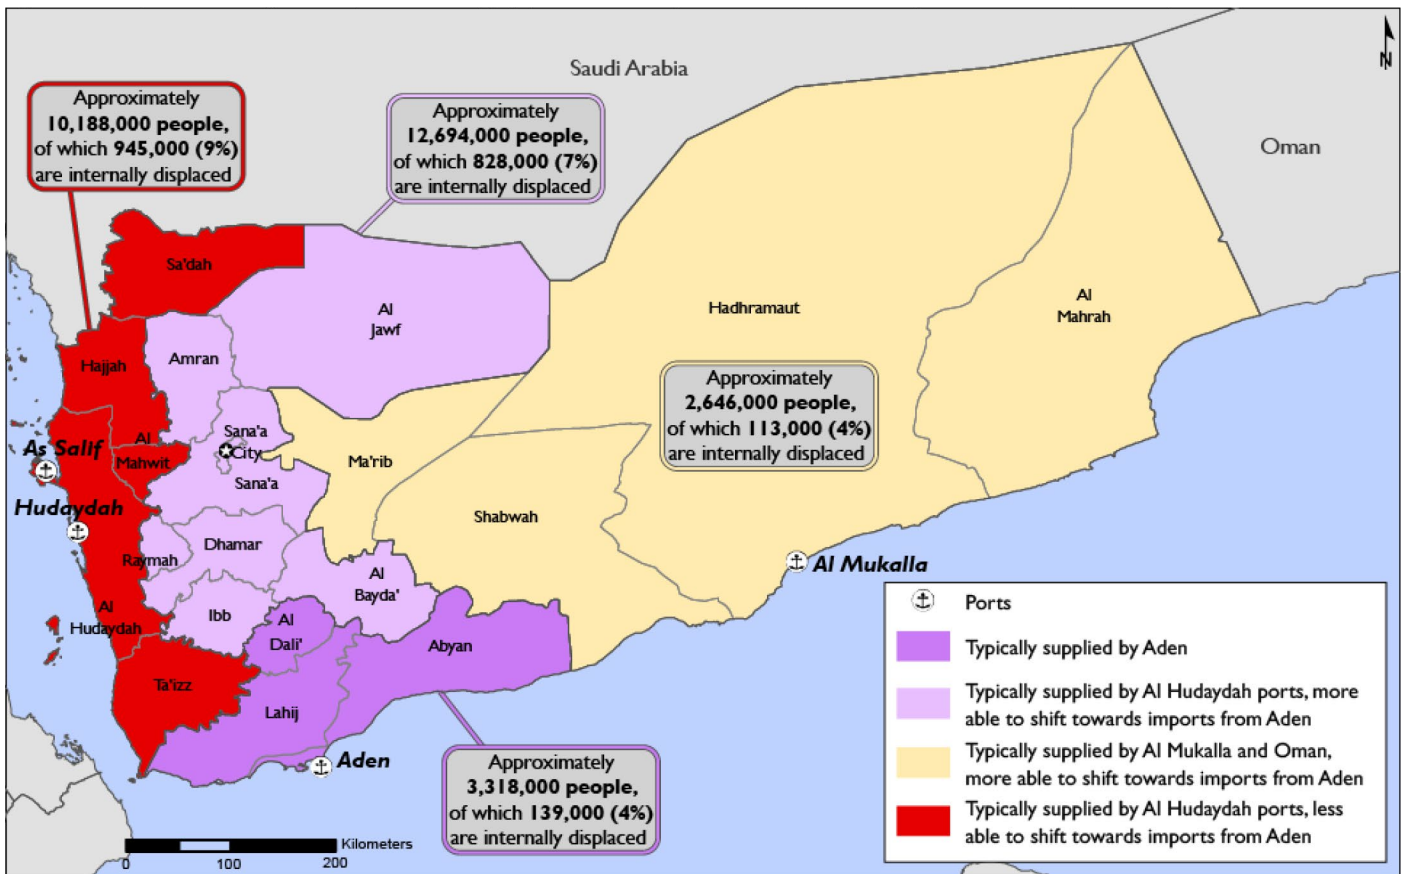 Saudi Arabia
N
Approximately
10,188,000 people,
of which 945,000 (9%)
are internally displaced
Approximately
12,694,000 people,
of which 828,000 (7%)
are internally displaced
Oman
Sa'dah
Al
Jawf
Hadhramaut
Al
Mahrah
Hajjah
Amran
Approximately
2,646,000 people,
of which 113,000 (4%)
are internally displaced
As Salif
Al
Mahwit
Sana'a
City
Sana'a
Ma'rib
Hudaydah
Shabwah
Raymah
Dhamar
Al Mukalla
Al
Hudaydah
Ibb
Al
Bayda'
Al
Dali'
Abyan
Ta'izz
Lahij
Aden
Approximately
3,318,000 people,
of which 139,000 (4%)
are internally displaced
Kilometers
0 100 200
Ports
Typically supplied by Aden
Typically supplied by Al Hudaydah ports, more
able to shift towards imports from Aden
Typically supplied by Al Mukalla and Oman,
more able to shift towards imports from Aden
Typically supplied by Al Hudaydah ports, less
able to shift towards imports from Aden